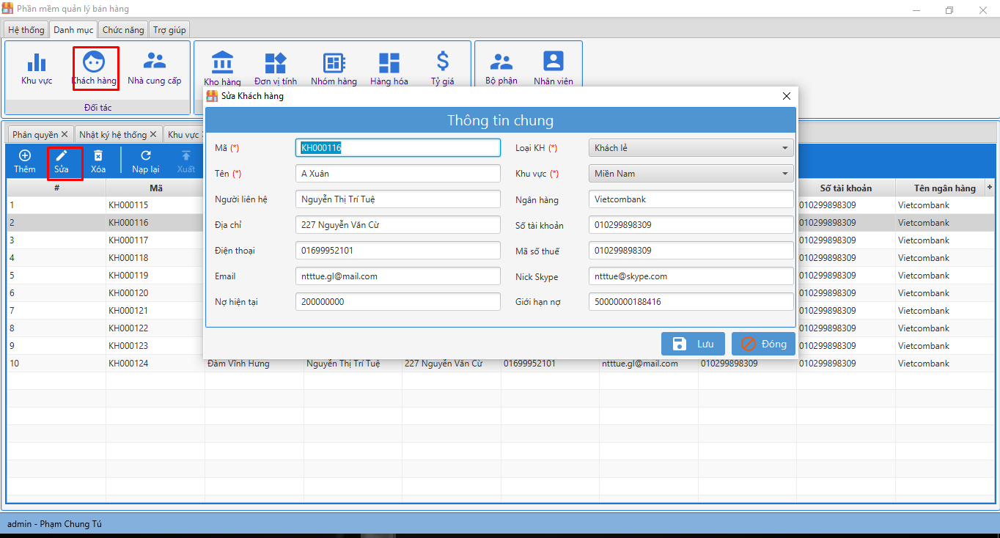 Phần mềm quản lý bán hàng
Hệ thống Danh mục Chức năng Trợ giúp
Khu vực Khách hàng Nhà cung cấp Kho hàng Đơn vị tính Nhóm hàng Hàng hóa Tỷ giá Bộ phận Nhân viên
Đối tác
Sửa Khách hàng
Thông tin chung
Mã (*) KH000116 Loại KH (*) Khách lẻ
Tên (*) A Xuân Khu vực (*) Miền Nam
Người liên hệ Nguyễn Thị Trí Tuệ Ngân hàng Vietcombank
Địa chỉ 227 Nguyễn Văn Cừ Số tài khoản 010299898309
Điện thoại 01699952101 Mã số thuế 010299898309
Email ntttue.gl@mail.com Nick Skype ntttue@skype.com
Nợ hiện tại 200000000 Giới hạn nợ 50000000188416
Lưu Đóng
Phân quyền Nhật ký hệ thống Khu vực
Thêm Sửa Xóa Nạp lại Xuất
# Mã Số tài khoản Tên ngân hàng +
1 KH000115 010299898309 Vietcombank
2 KH000116 010299898309 Vietcombank
3 KH000117 010299898309 Vietcombank
4 KH000118 010299898309 Vietcombank
5 KH000119 010299898309 Vietcombank
6 KH000120 010299898309 Vietcombank
7 KH000121 010299898309 Vietcombank
8 KH000122 010299898309 Vietcombank
9 KH000123 010299898309 Vietcombank
10 KH000124 Đàm Vĩnh Hưng Nguyễn Thị Trí Tuệ 227 Nguyễn Văn Cừ 01699952101 ntttue.gl@mail.com 010299898309 010299898309 Vietcombank
admin - Phạm Chung Tú